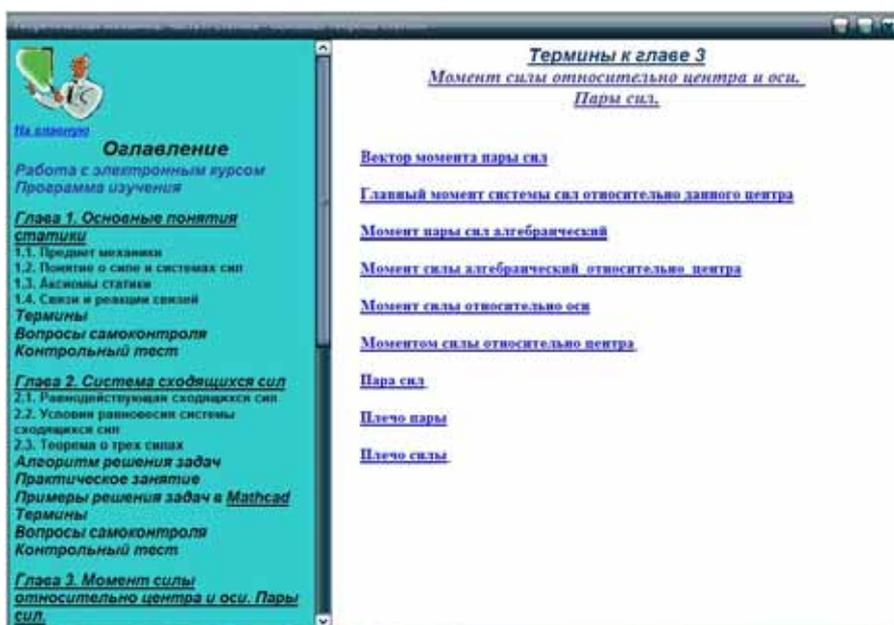 На главную
Оглавление
Работа с электронным курсом
Программа изучения
Глава 1. Основные понятия
статики
1.1. Предмет механики
1.2. Понятие о силе и системах сил
1.3. Аксиомы статики
1.4. Связи и реакции связей
Термины
Вопросы самоконтроля
Контрольный тест
Глава 2. Система сходящихся сил
2.1. Равнодействующая сходящихся сил
2.2. Условия равновесия системы
сходящихся сил
2.3. Теорема о трех силах
Алгоритм решения задач
Практическое занятие
Примеры решения задач в Mathcad
Термины
Вопросы самоконтроля
Контрольный тест
Глава 3. Момент силы
относительно центра и оси. Пары
сил.
Термины к главе 3
Момент силы относительно центра и оси.
Пары сил.
Вектор момента пары сил
Главный момент системы сил относительно данного центра
Момент пары сил алгебраический
Момент силы алгебраический относительно центра
Момент силы относительно оси
Моментом силы относительно центра
Пара сил
Плечо пары
Плечо силы